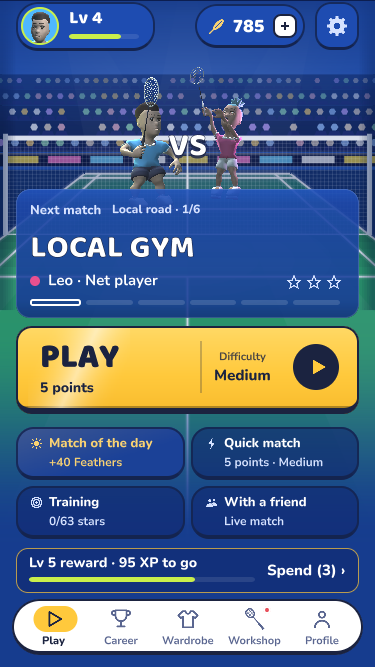 Lv 4
785
VS
Next match Local road · 1/6
LOCAL GYM
Leo · Net player
PLAY
5 points
Difficulty
Medium
Match of the day
+40 Feathers
Quick match
5 points · Medium
Training
0/63 stars
With a friend
Live match
Lv 5 reward · 95 XP to go
Spend (3) ›
Play
Career
Wardrobe
Workshop
Profile